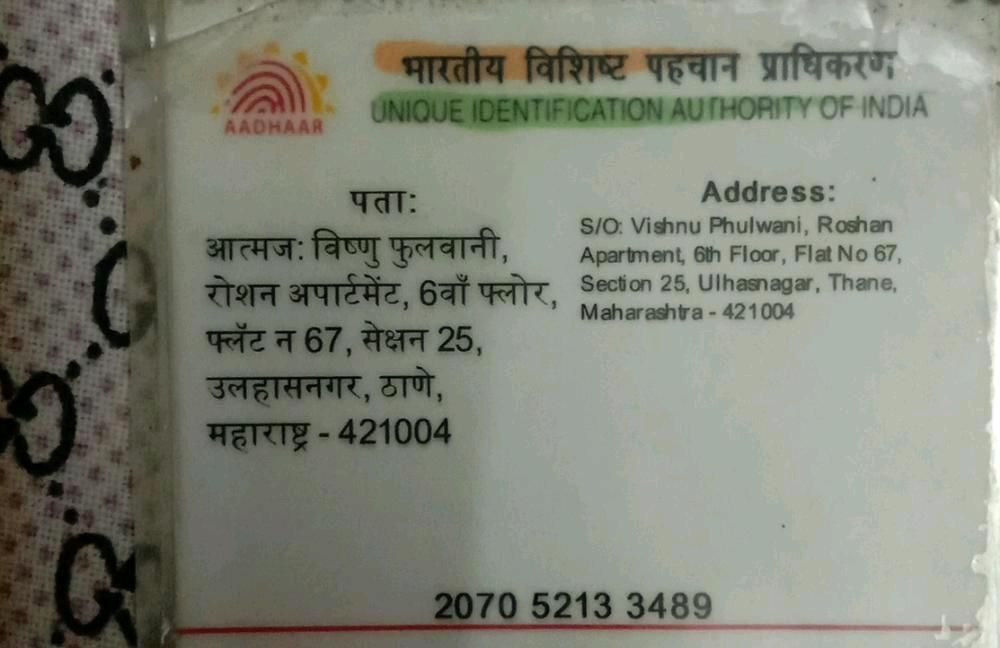 भारतीय विशिष्ट पहचान प्राधिकरण
UNIQUE IDENTIFICATION AUTHORITY OF INDIA
AADHAAR
पता:
आत्मज: विष्णु फुलवानी,
रोशन अपार्टमेंट, 6वाँ फ्लोर,
फ्लॅट न 67, सेक्षन 25,
उलहासनगर, ठाणे,
महाराष्ट्र - 421004
Address:
S/O: Vishnu Phulwani, Roshan
Apartment, 6th Floor, Flat No 67,
Section 25, Ulhasnagar, Thane,
Maharashtra - 421004
2070 5213 3489